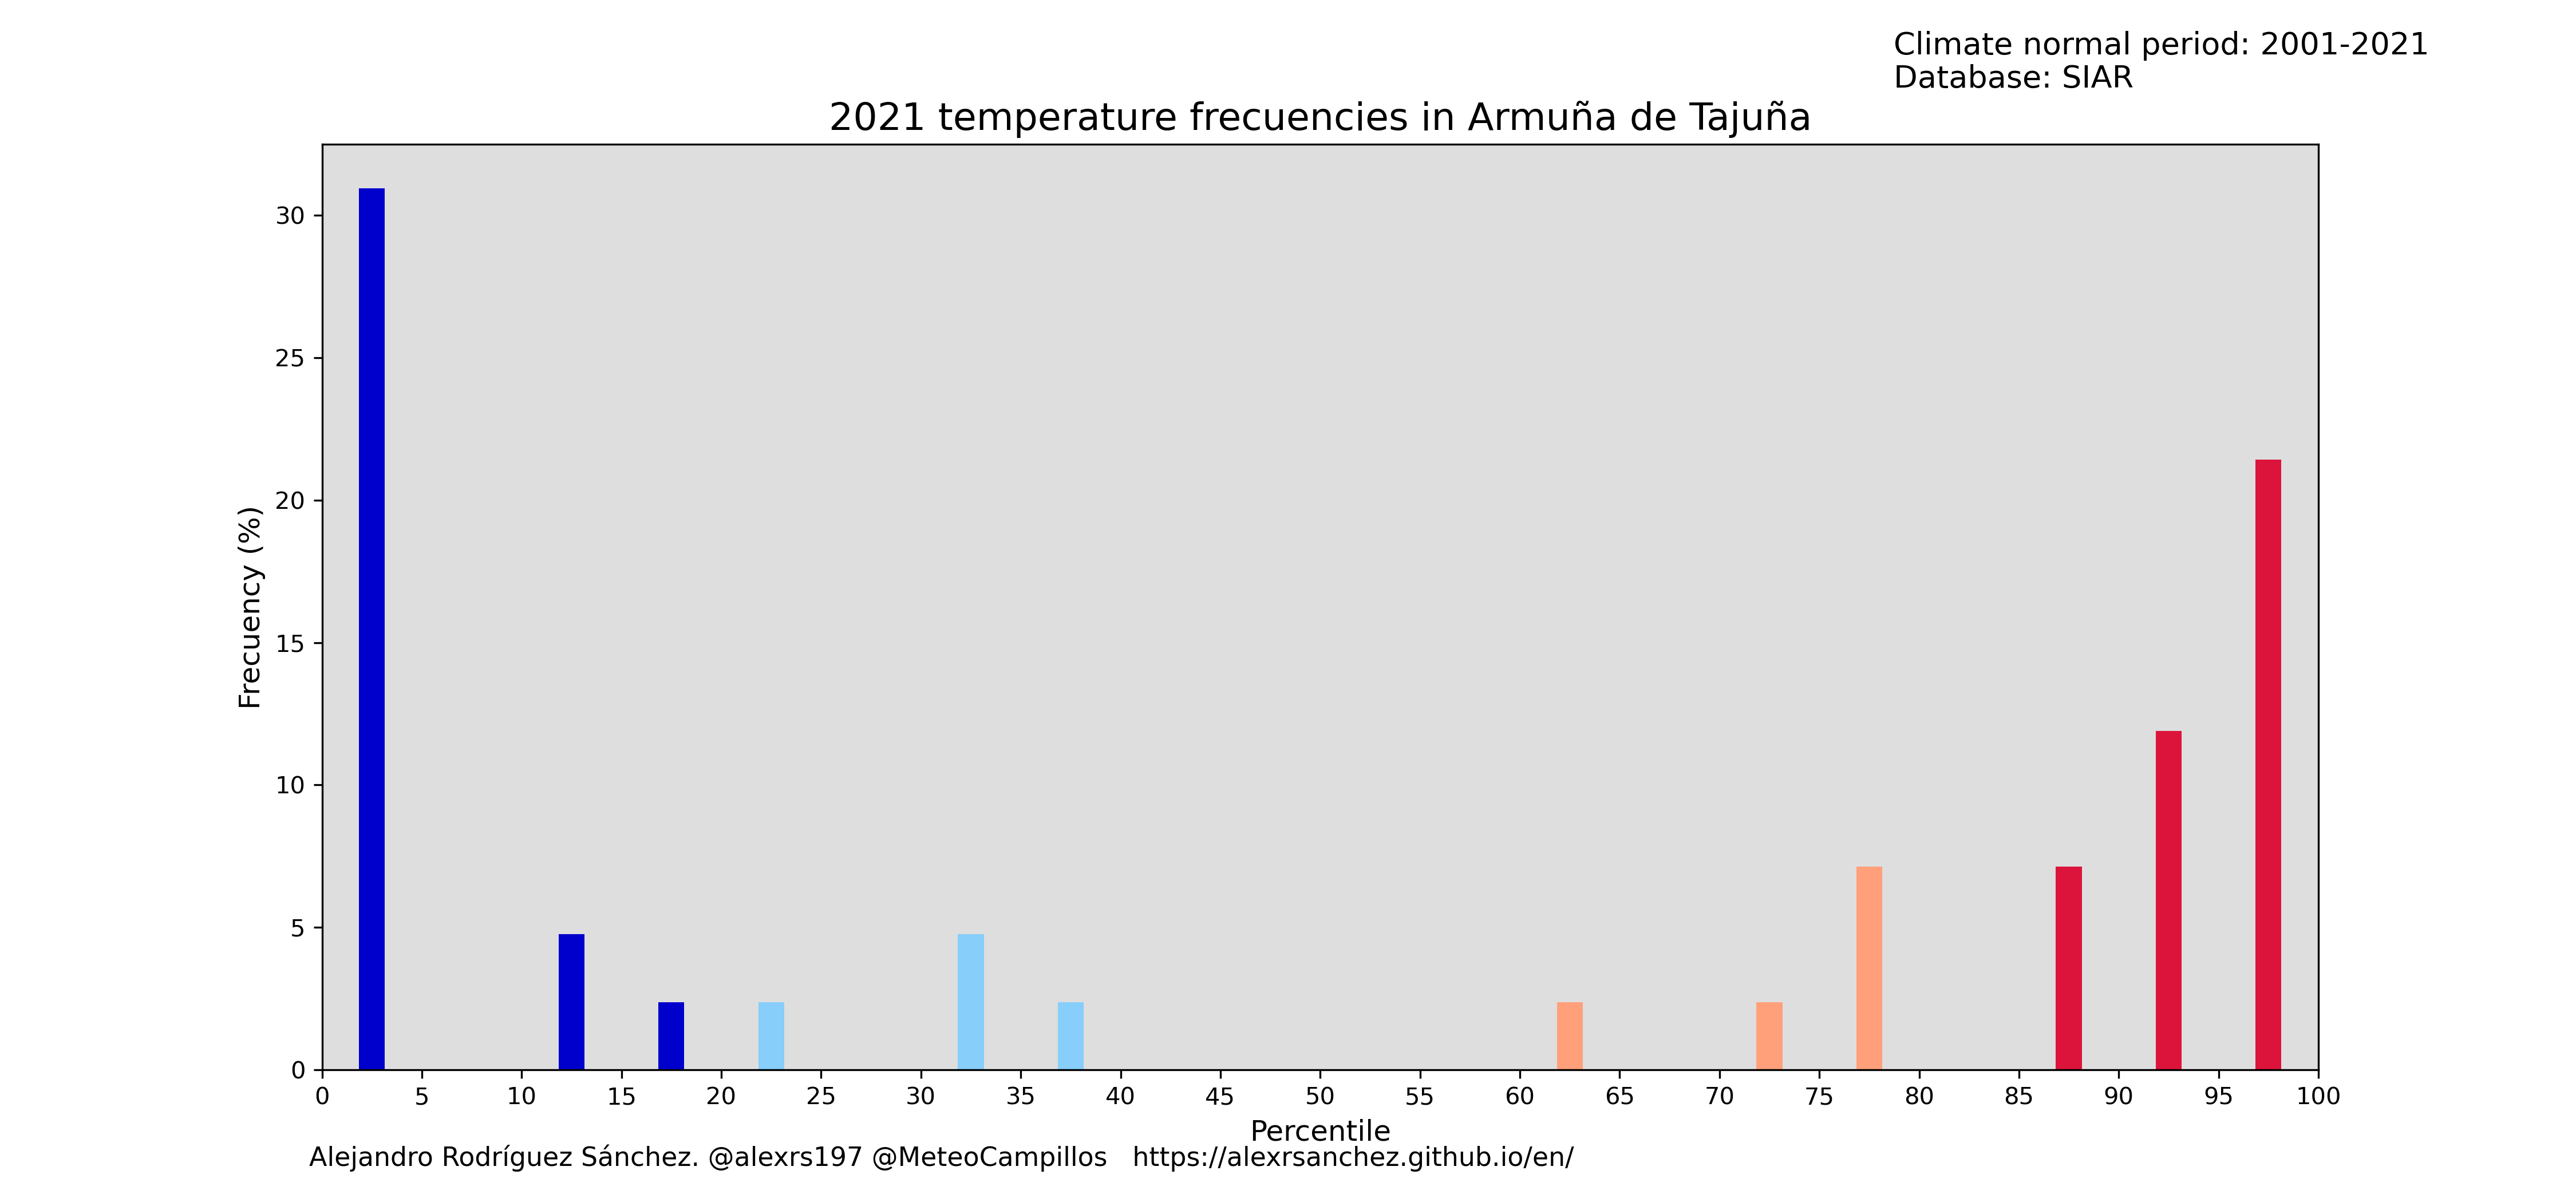 Climate normal period: 2001-2021
Database: SIAR
2021 temperature frecuencies in Armuña de Tajuña
30
25
20
15
10
5
0
Frecuency (%)
0 5 10 15 20 25 30 35 40 45 50 55 60 65 70 75 80 85 90 95 100
Percentile
Alejandro Rodríguez Sánchez. @alexrs197 @MeteoCampillos https://alexrsanchez.github.io/en/